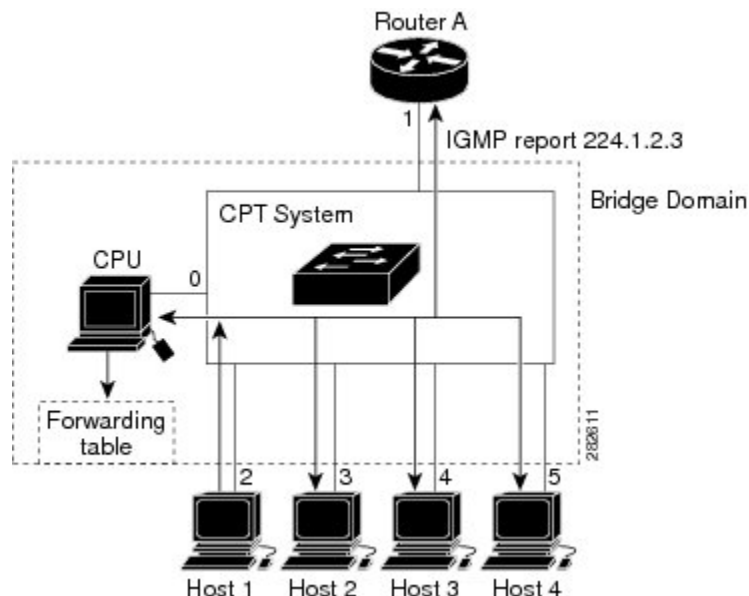 Router A
1
IGMP report 224.1.2.3
Bridge Domain
CPT System
CPU
0
Forwarding
table
282611
2
3
4
5
Host 1
Host 2
Host 3
Host 4